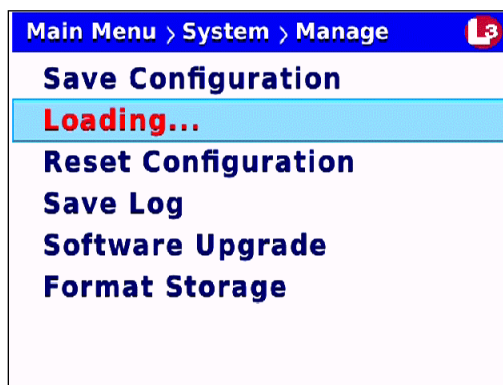 Main Menu > System > Manage L3
Save Configuration
Loading...
Reset Configuration
Save Log
Software Upgrade
Format Storage